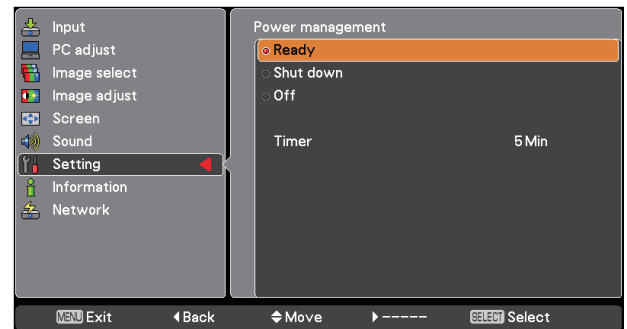 Input
PC adjust
Image select
Image adjust
Screen
Sound
Setting
Information
Network
Power management
Ready
Shut down
Off
Timer 5 Min
MENU Exit Back Move ----- SELECT Select